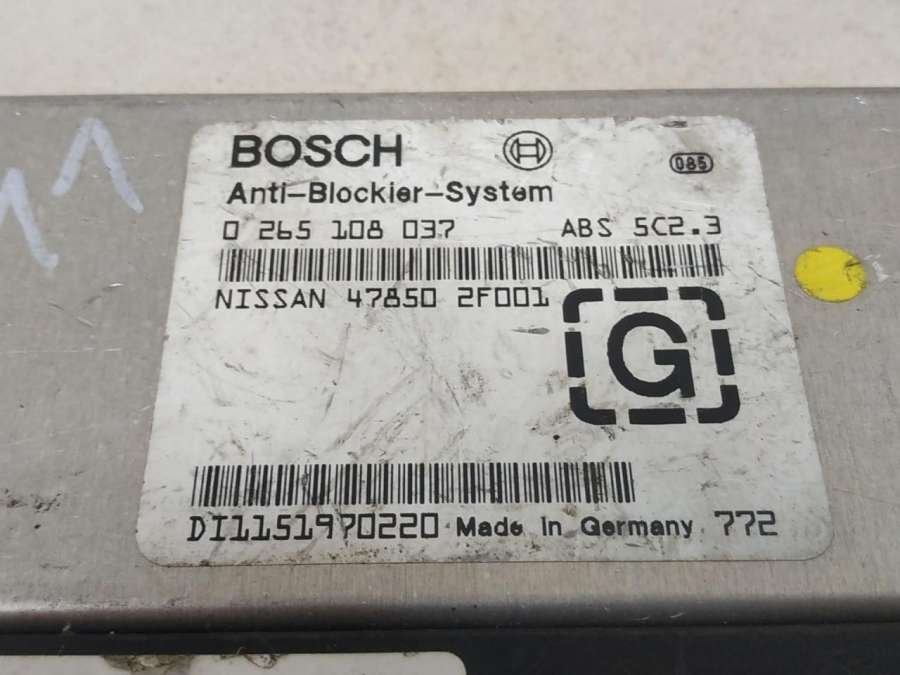 BOSCH
085
Anti-Blockier-System
0 265 108 037 ABS 5C2.3
NISSAN 47850 2F001
G
DI1151970220 Made in Germany 772